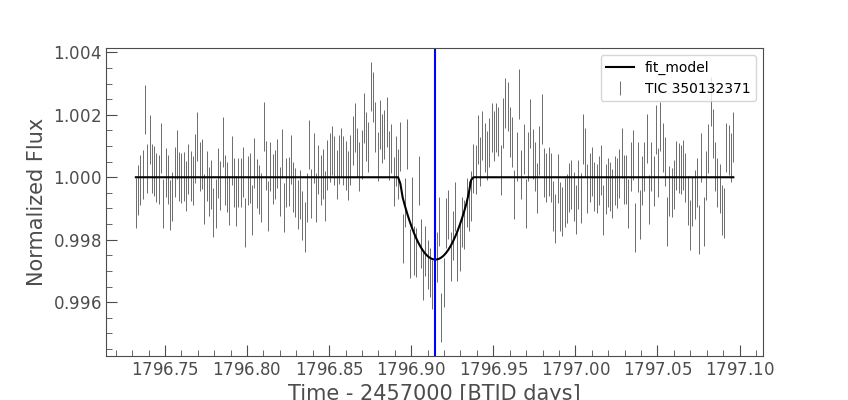 1.004
1.002
1.000
0.998
0.996
Normalized Flux
fit_model
TIC 350132371
1796.75 1796.80 1796.85 1796.90 1796.95 1797.00 1797.05 1797.10
Time - 2457000 [BTJD days]